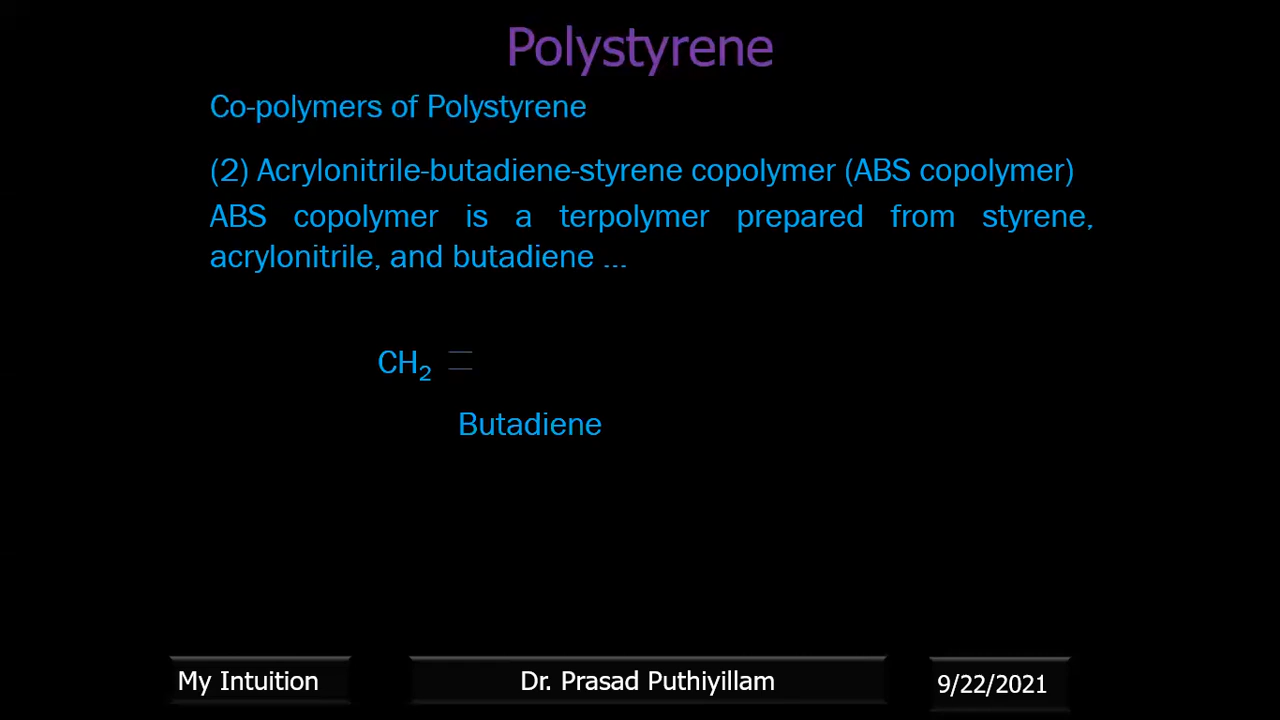 Polystyrene
Co-polymers of Polystyrene
(2) Acrylonitrile-butadiene-styrene copolymer (ABS copolymer)
ABS copolymer is a terpolymer prepared from styrene,
acrylonitrile, and butadiene ...
CH₂ =
Butadiene
My Intuition
Dr. Prasad Puthiyillam
9/22/2021